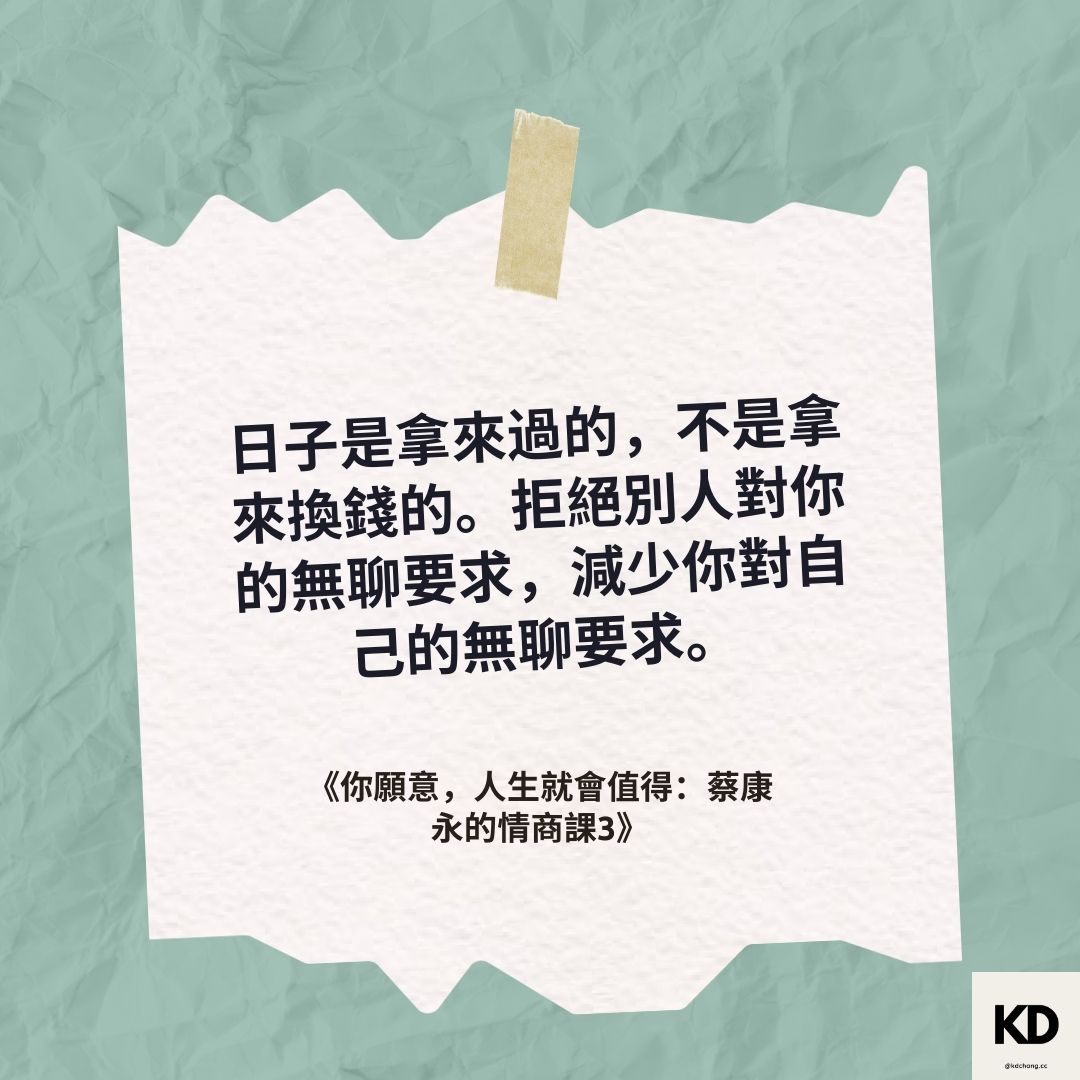 日子是拿來過的，不是拿
來換錢的。拒絕別人對你
的無聊要求，減少你對自
己的無聊要求。
《你願意，人生就會值得：蔡康
永的情商課3》
KD
@kdchang.cc